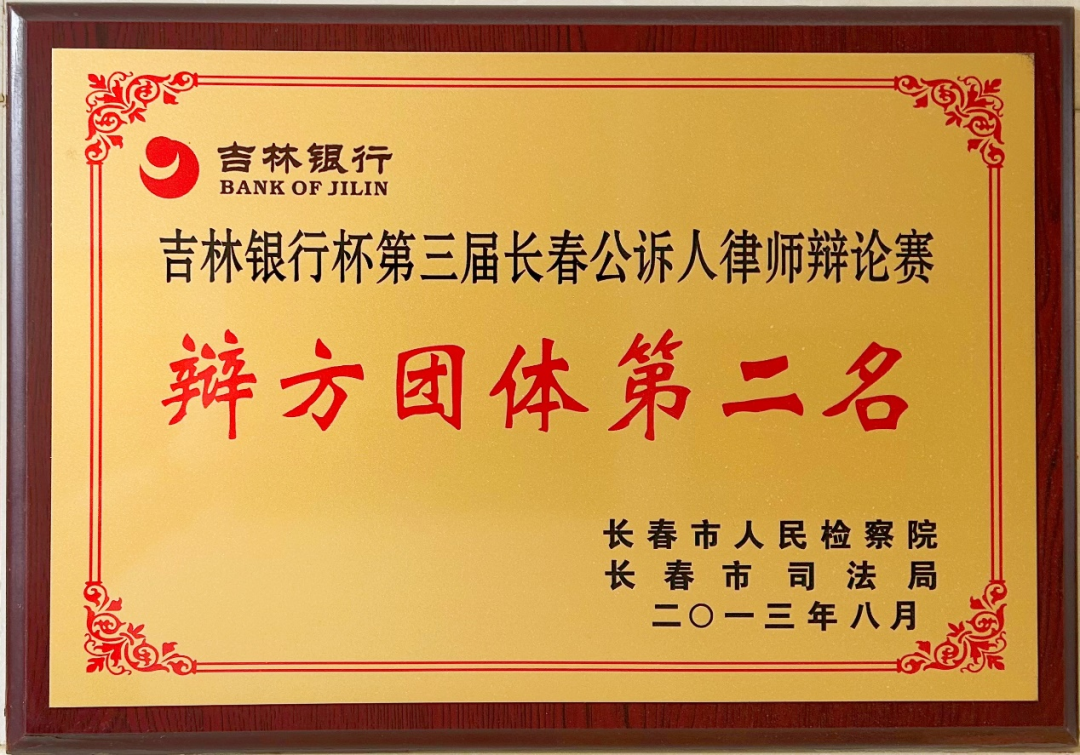 吉林银行
BANK OF JILIN
吉林银行杯第三届长春公诉人律师辩论赛
辩方团体第二名
长春市人民检察院
长春市司法局
二〇一三年八月